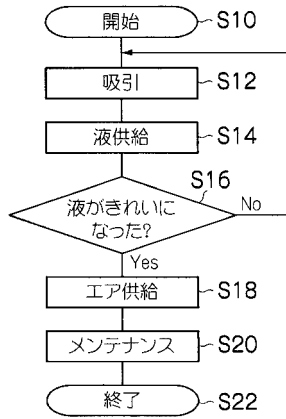 開始 S10
吸引 S12
液供給 S14
S16
液がきれいに
なった? No
Yes
エア供給 S18
メンテナンス S20
終了 S22